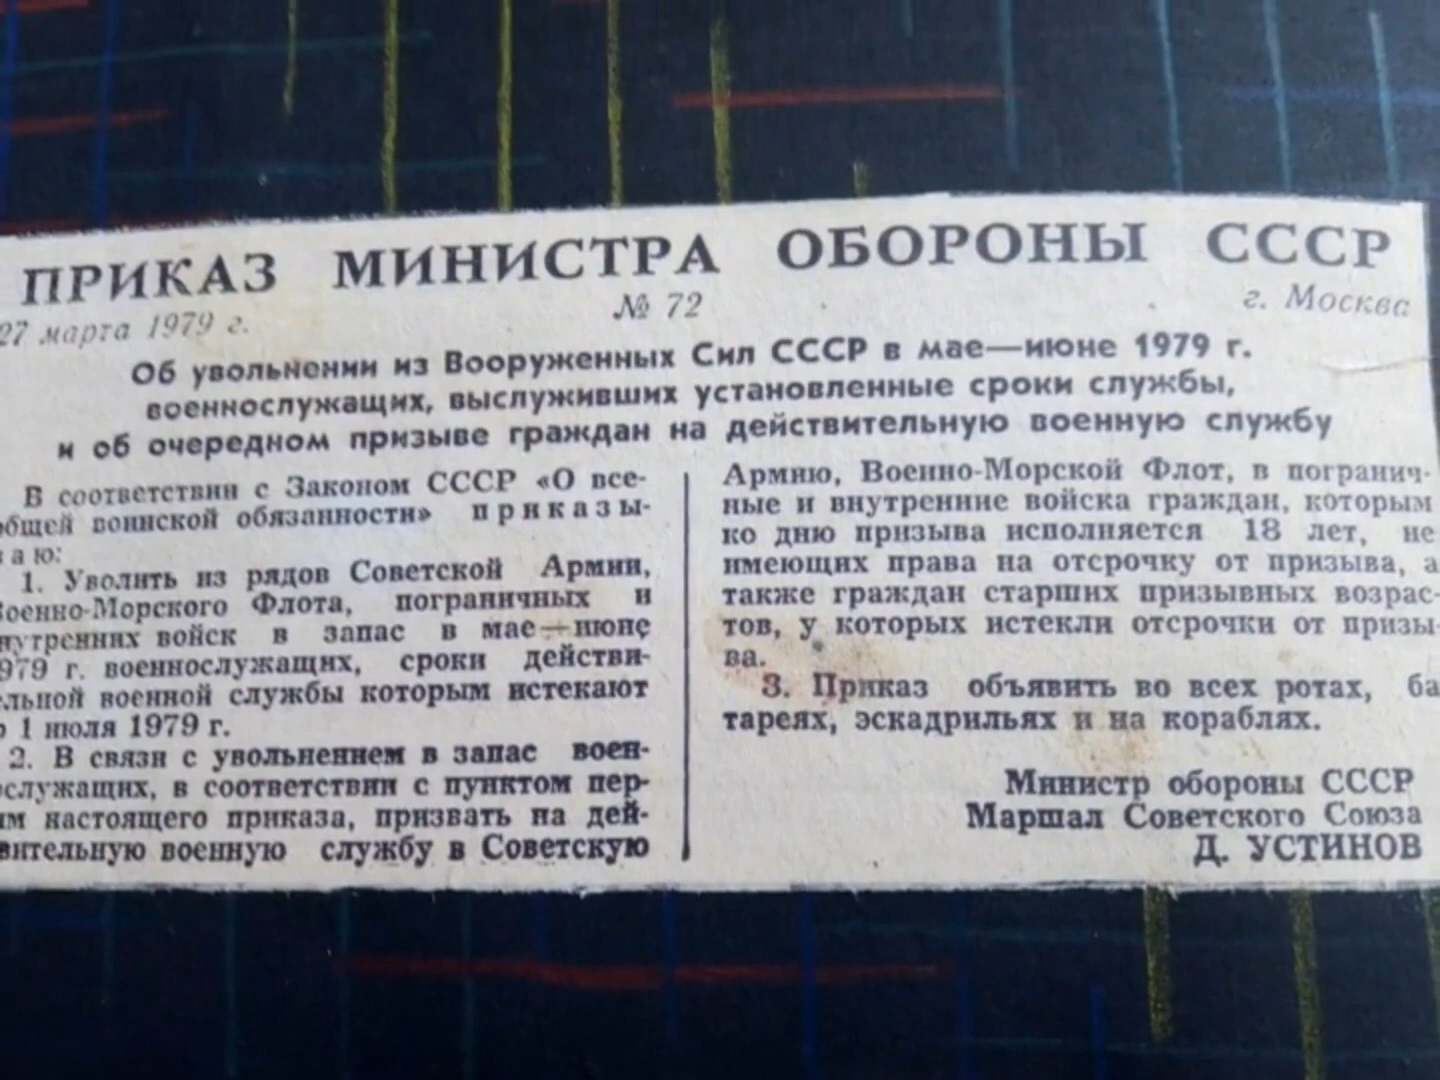 ПРИКАЗ МИНИСТРА ОБОРОНЫ СССР
27 марта 1979 г.
№ 72
г. Москва
Об увольнении из Вооруженных Сил СССР в мае—июне 1979 г.
военнослужащих, выслуживших установленные сроки службы,
и об очередном призыве граждан на действительную военную службу
В соответствии с Законом СССР «О все-
общей воинской обязанности» приказы-
ваю:
1. Уволить из рядов Советской Армии,
Военно-Морского Флота, пограничных и
внутренних войск в запас в мае—июне
1979 г. военнослужащих, сроки действи-
ельной военной службы которым истекают
о 1 июля 1979 г.
2. В связи с увольнением в запас воен-
ослужащих, в соответствии с пунктом пер-
ым настоящего приказа, призвать на дей-
вительную военную службу в Советскую
Армию, Военно-Морской Флот, в погранич-
ные и внутренние войска граждан, которым
ко дню призыва исполняется 18 лет, не
имеющих права на отсрочку от призыва, а
также граждан старших призывных возрас-
тов, у которых истекли отсрочки от призы-
ва.
3. Приказ объявить во всех ротах, ба
тареях, эскадрильях и на кораблях.
Министр обороны СССР
Маршал Советского Союза
Д. УСТИНОВ